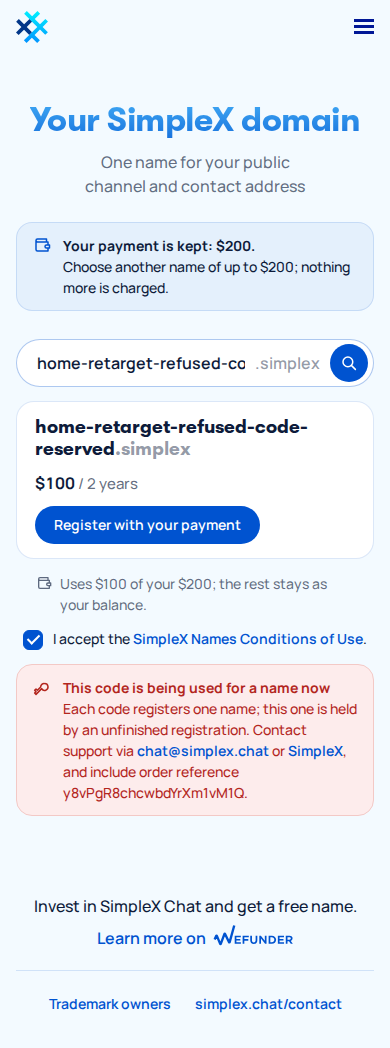 Your SimpleX domain
One name for your public
channel and contact address
Your payment is kept: $200.
Choose another name of up to $200; nothing
more is charged.
home-retarget-refused-co .simplex
home-retarget-refused-code-
reserved.simplex
$100 / 2 years
Register with your payment
Uses $100 of your $200; the rest stays as
your balance.
I accept the SimpleX Names Conditions of Use.
This code is being used for a name now
Each code registers one name; this one is held
by an unfinished registration. Contact
support via chat@simplex.chat or SimpleX,
and include order reference
y8vPgR8chcwbdYrXm1vM1Q.
Invest in SimpleX Chat and get a free name.
Learn more on WEFUNDER
Trademark owners simplex.chat/contact